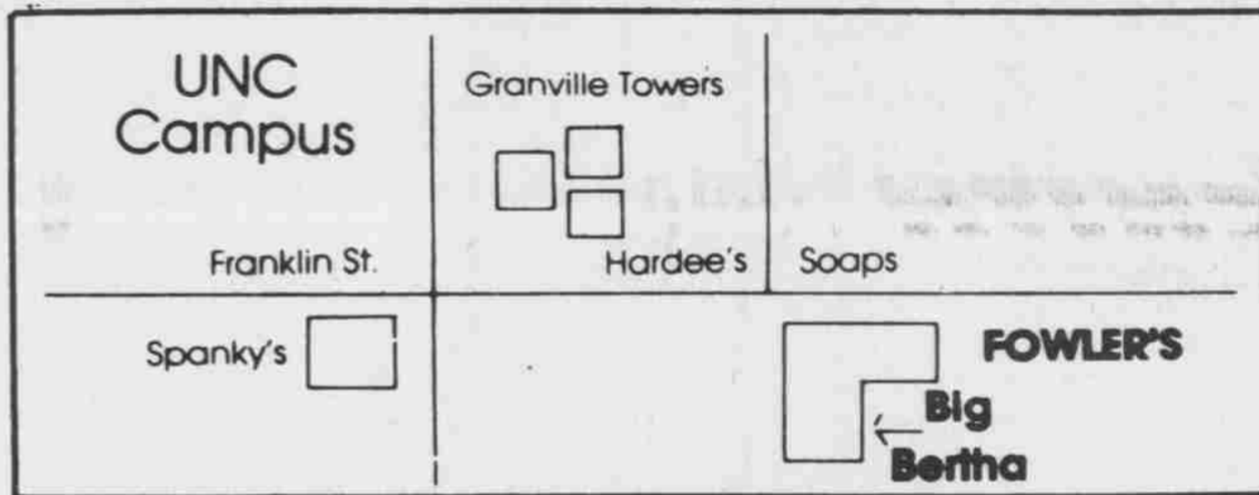 UNC
Campus
Granville Towers
Franklin St.
Hardee's
Soaps
Spanky's
FOWLER'S
Big
Bertha